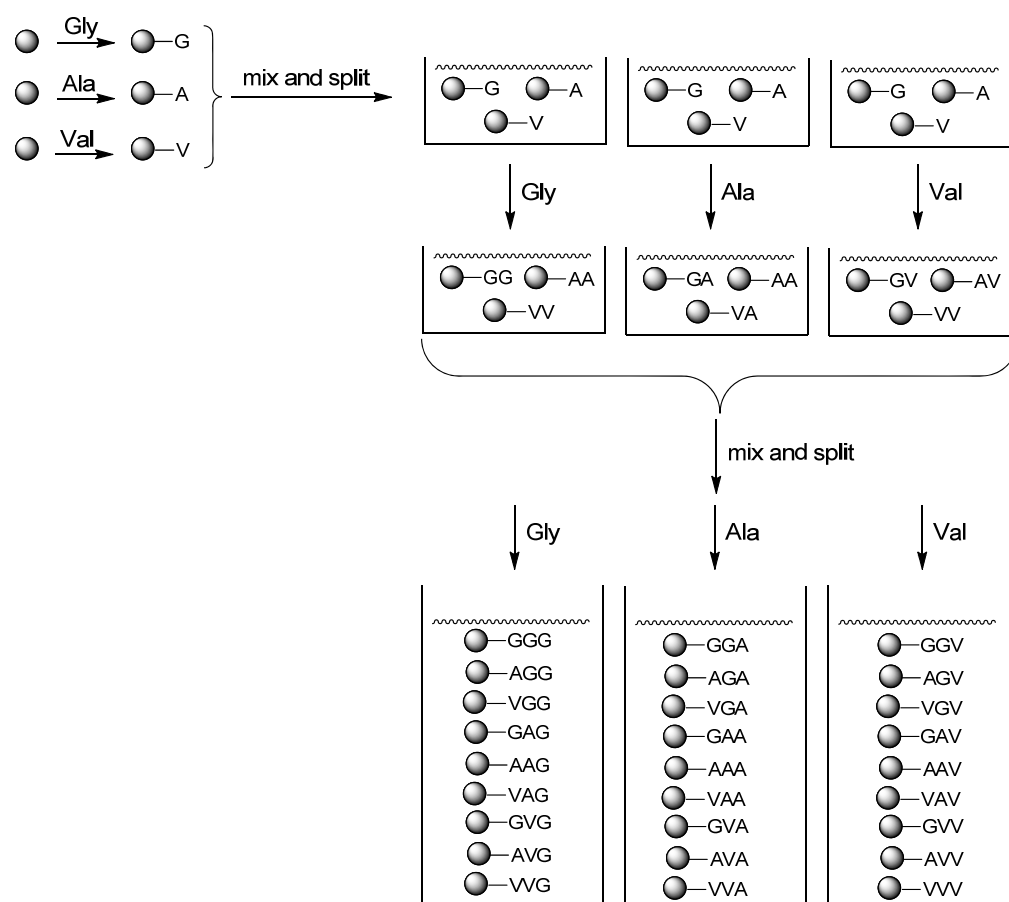 Gly
G
Ala
A
Val
V
mix and split
G A
V
G A
V
G A
V
Gly
Ala
Val
GG AA
VV
GA AA
VA
GV AV
VV
mix and split
Gly
Ala
Val
GGG
AGG
VGG
GAG
AAG
VAG
GVG
AVG
VVG
GGA
AGA
VGA
GAA
AAA
VAA
GVA
AVA
VVA
GGV
AGV
VGV
GAV
AAV
VAV
GVV
AVV
VVV